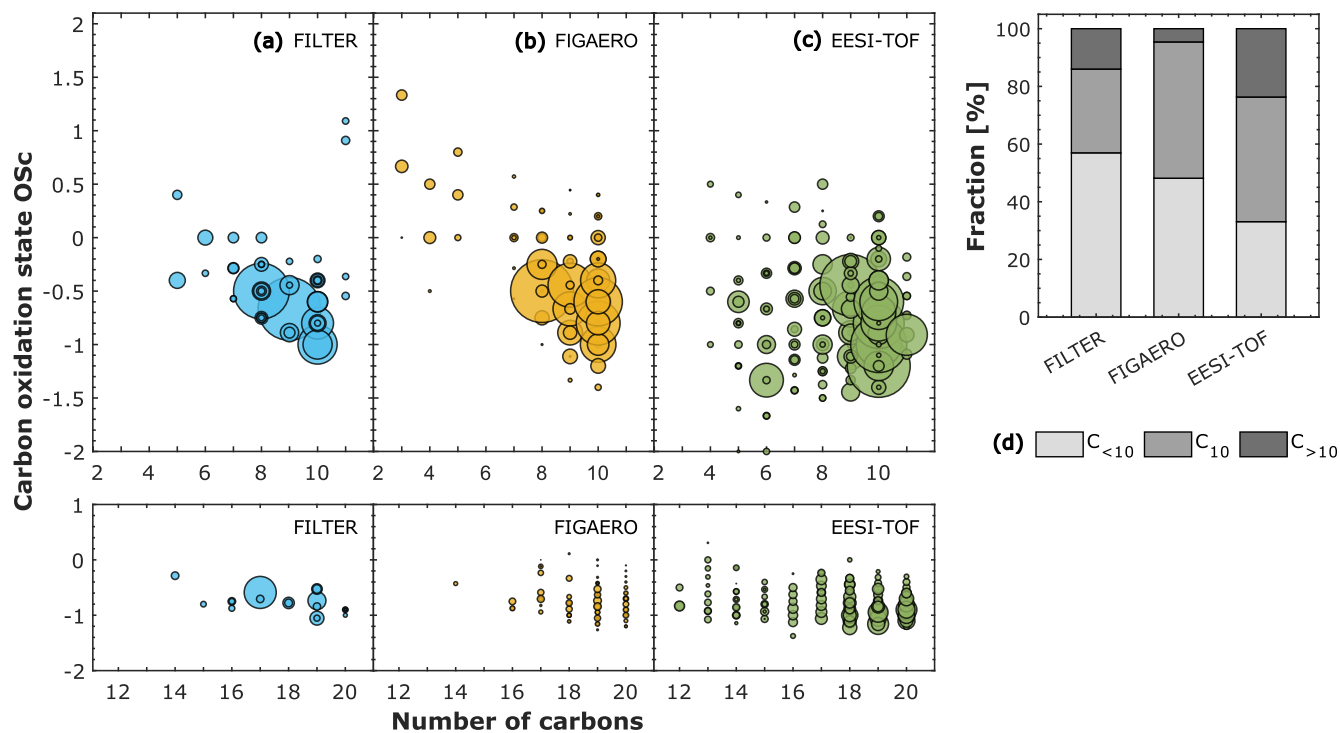 (a) FILTER
(b) FIGAERO
(c) EESI-TOF
Carbon oxidation state OSc
2
1.5
1
0.5
0
-0.5
-1
-1.5
-2
2 4 6 8 10
2 4 6 8 10
2 4 6 8 10
FILTER
FIGAERO
EESI-TOF
1
0
-1
-2
12 14 16 18 20
12 14 16 18 20
12 14 16 18 20
Number of carbons
Fraction [%]
100
80
60
40
20
0
FILTER
FIGAERO
EESI-TOF
(d) C<10 C10 C>10